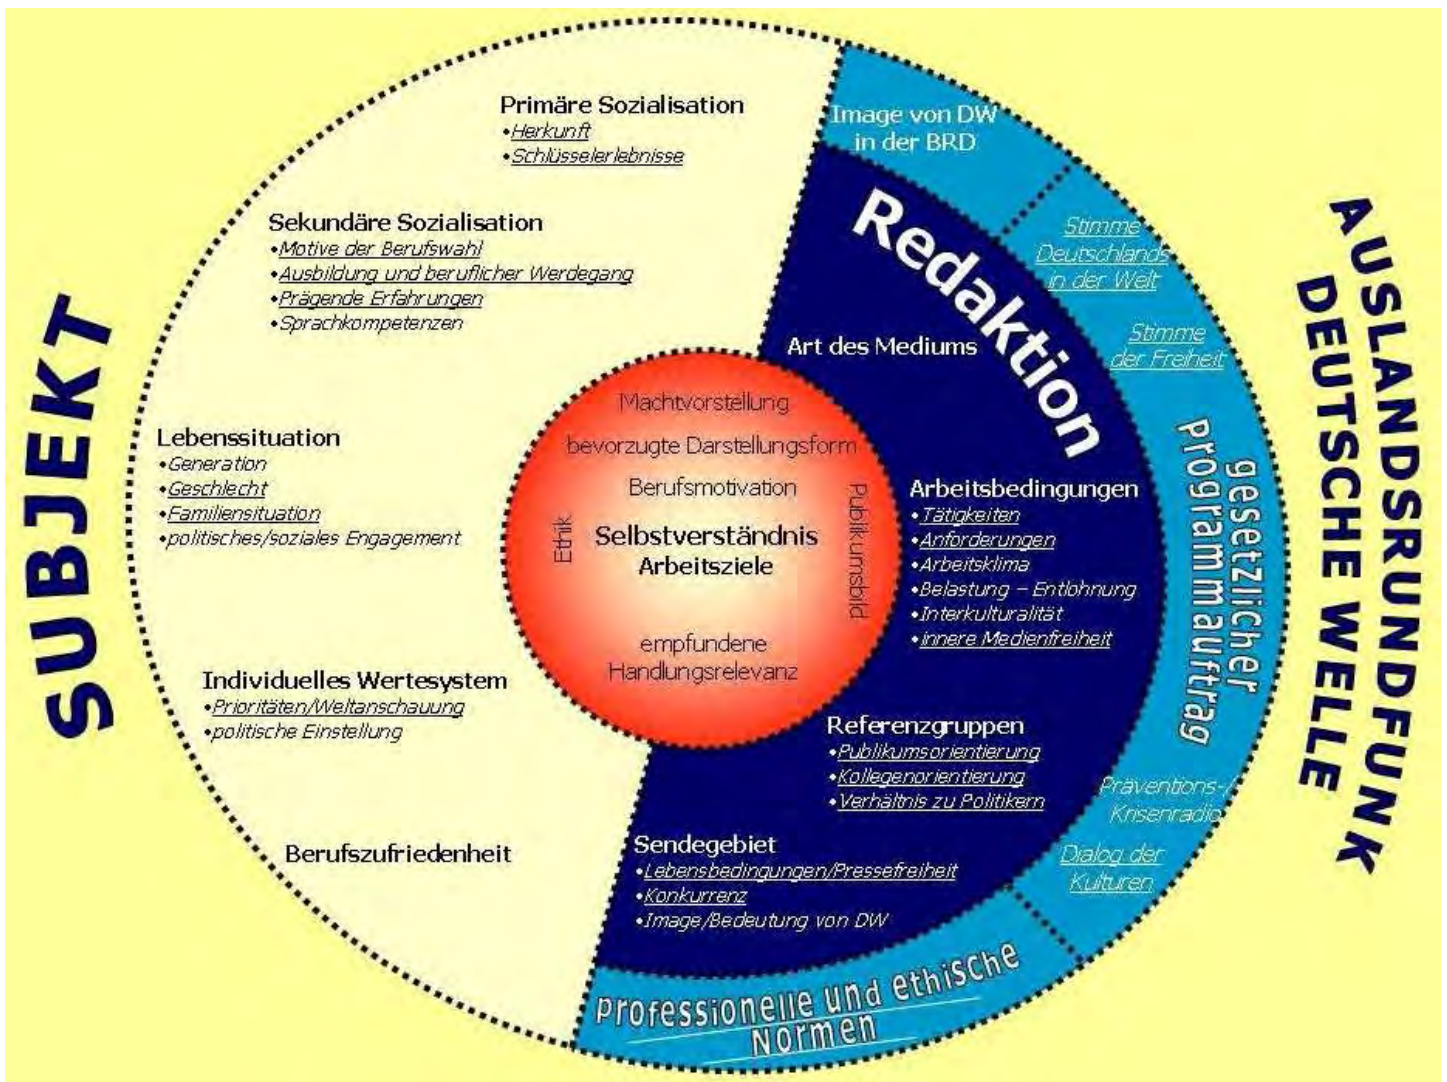 SUBJEKT
Primäre Sozialisation
•Herkunft
•Schlüsselerlebnisse
Sekundäre Sozialisation
•Motive der Berufswahl
•Ausbildung und beruflicher Werdegang
•Prägende Erfahrungen
•Sprachkompetenzen
Lebenssituation
•Generation
•Geschlecht
•Familiensituation
•politisches/soziales Engagement
Individuelles Wertesystem
•Prioritäten/Weltanschauung
•politische Einstellung
Berufszufriedenheit
Machtvorstellung
bevorzugte Darstellungsform
Berufsmotivation
Ethik
Selbstverständnis
Arbeitsziele
Publikumsbild
empfundene
Handlungsrelevanz
Redaktion
Art des Mediums
Arbeitsbedingungen
•Tätigkeiten
•Anforderungen
•Arbeitsklima
•Belastung – Entlohnung
•Interkulturalität
•innere Medienfreiheit
Referenzgruppen
•Publikumsorientierung
•Kollegenorientierung
•Verhältnis zu Politikern
Sendegebiet
•Lebensbedingungen/Pressefreiheit
•Konkurrenz
•Image/Bedeutung von DW
Image von DW
in der BRD
Stimme
Deutschlands
in der Welt
Stimme
der Freiheit
gesetzlicher
Programmauftrag
Präventions-/
Krisenradio
Dialog der
Kulturen
professionelle und ethische
Normen
AUSLANDSRUNDFUNK
DEUTSCHE WELLE